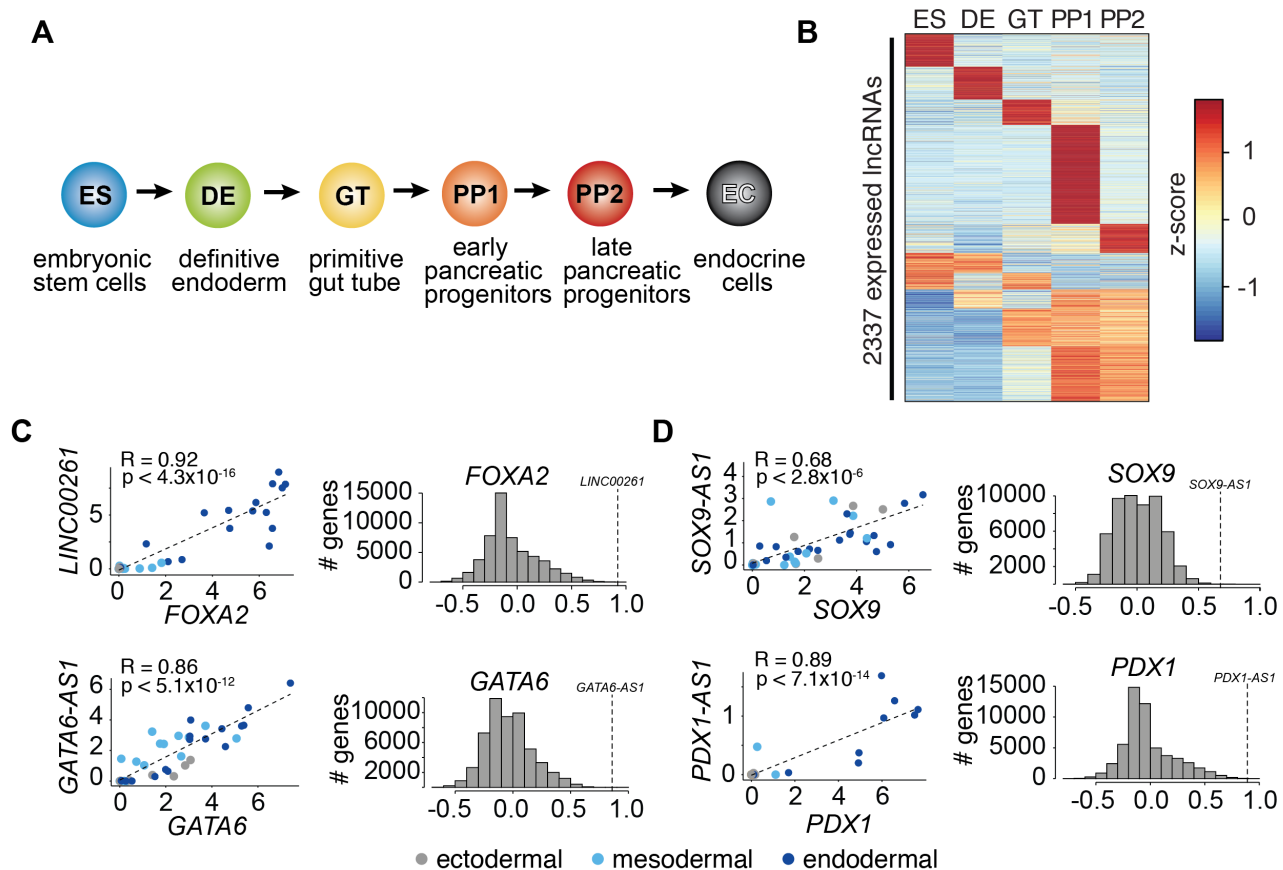 A
ES
DE
GT
PP1
PP2
EC
embryonic
stem cells
definitive
endoderm
primitive
gut tube
early
pancreatic
progenitors
late
pancreatic
progenitors
endocrine
cells
B
ES DE GT PP1 PP2
2337 expressed lncRNAs
1
0
-1
z-score
C
R = 0.92
p < 4.3x10-16
LINC00261
5
0
0 2 4 6
FOXA2
FOXA2
LINC00261
# genes
15000
10000
5000
0
-0.5 0.0 0.5 1.0
R = 0.86
p < 5.1x10-12
GATA6-AS1
6
4
2
0
0 2 4 6
GATA6
GATA6
GATA6-AS1
# genes
10000
6000
2000
-0.5 0.0 0.5 1.0
D
R = 0.68
p < 2.8x10-6
SOX9-AS1
4
3
2
1
0
0 2 4 6
SOX9
SOX9
SOX9-AS1
# genes
10000
6000
2000
-0.5 0.0 0.5 1.0
R = 0.89
p < 7.1x10-14
PDX1-AS1
1
0
0 2 4 6
PDX1
PDX1
PDX1-AS1
# genes
15000
10000
5000
0
-0.5 0.0 0.5 1.0
ectodermal mesodermal endodermal